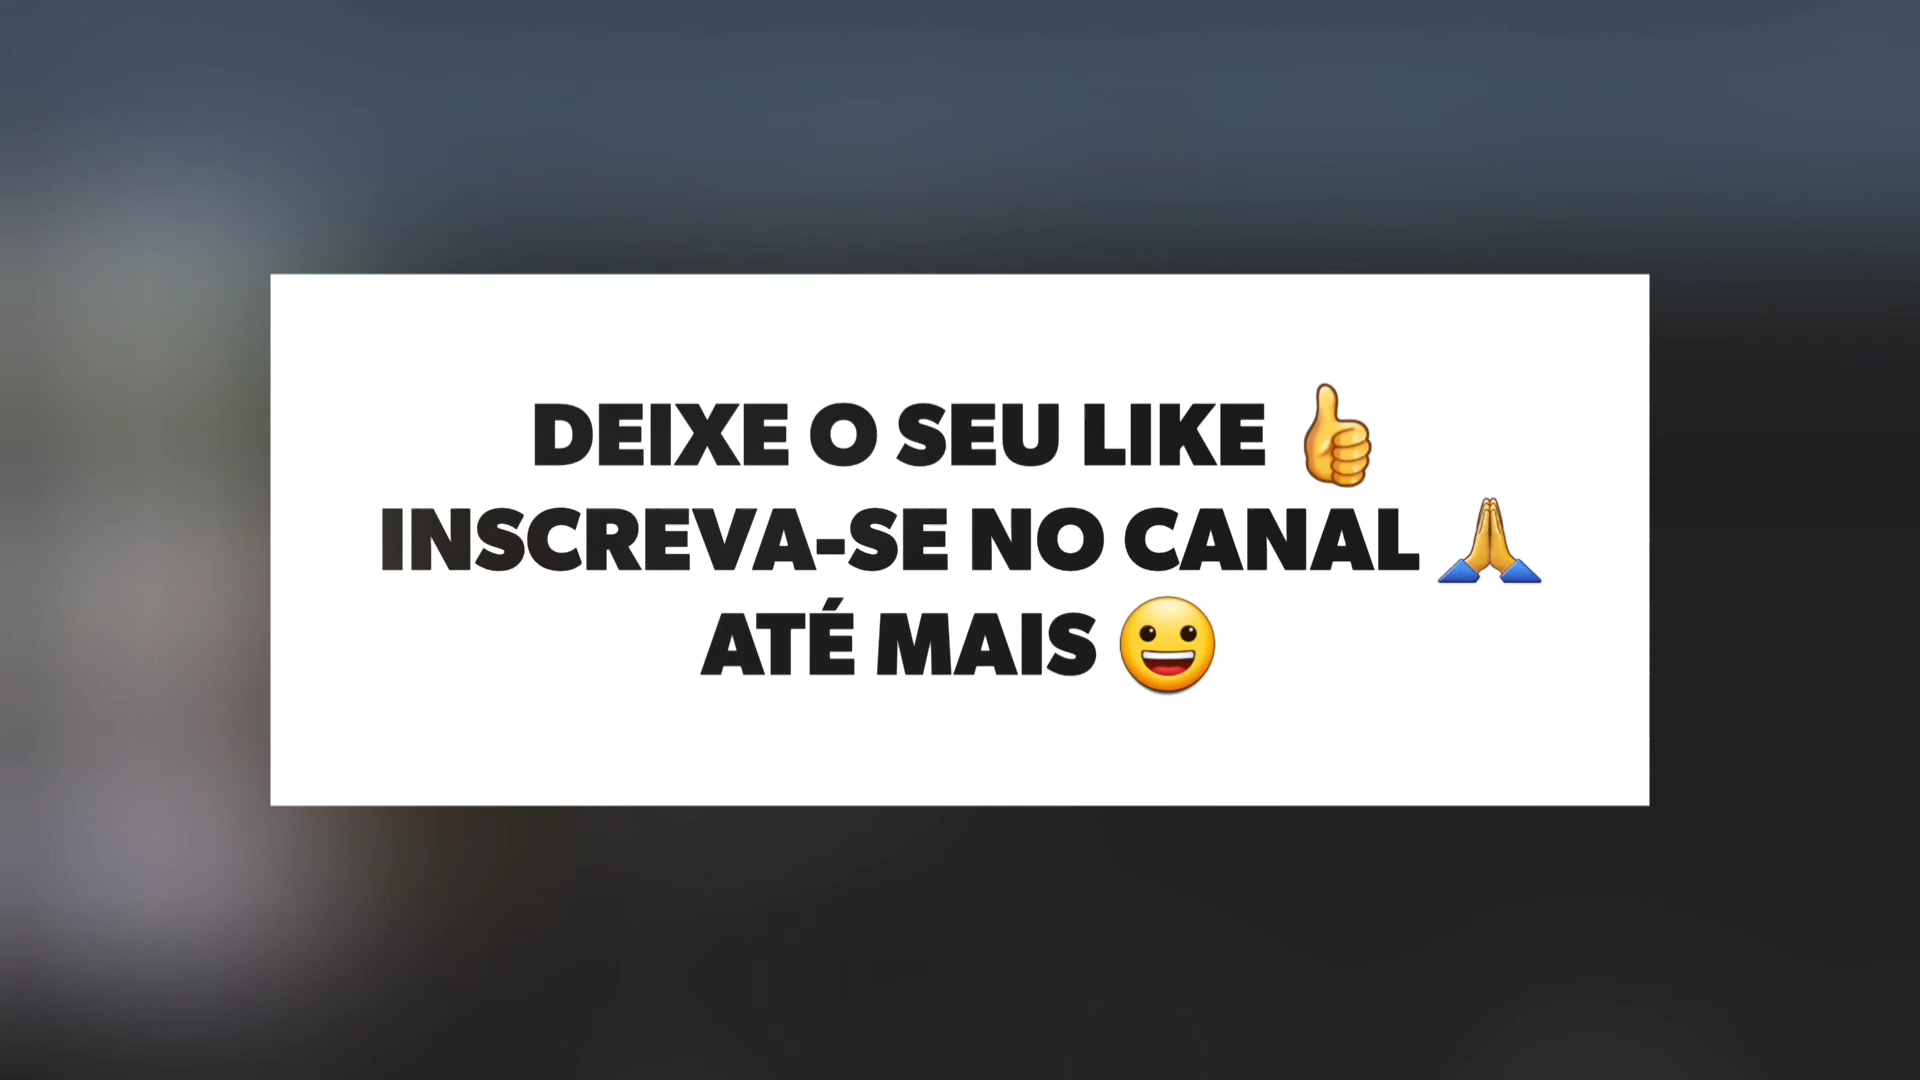 DEIXE O SEU LIKE 👍
INSCREVA-SE NO CANAL 🙏
ATÉ MAIS 😀